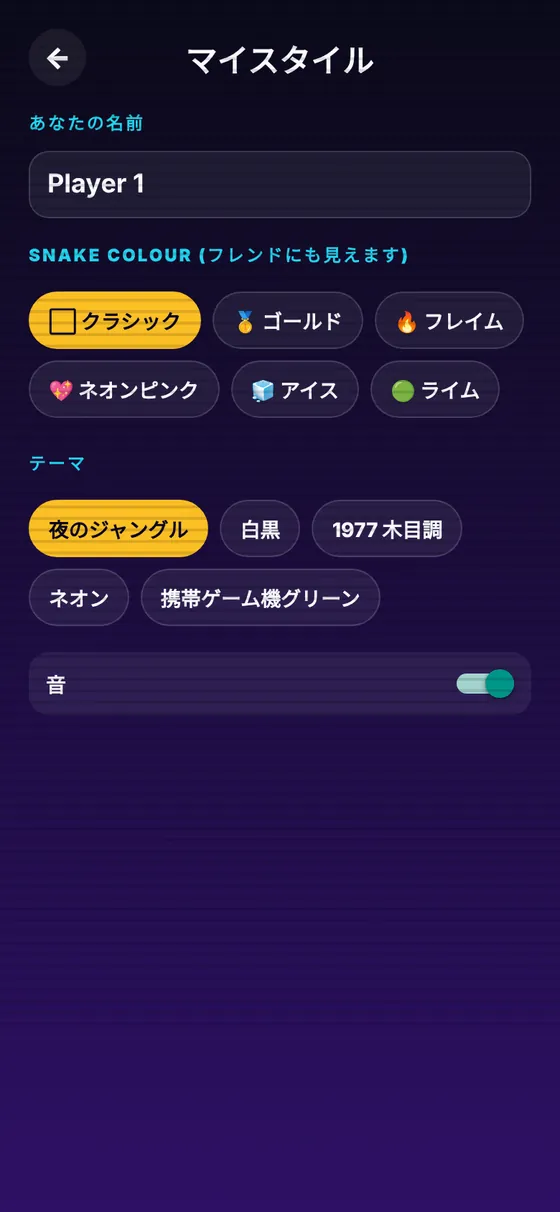 マイスタイル
あなたの名前
Player 1
SNAKE COLOUR (フレンドにも見えます)
クラシック
🥇 ゴールド
🔥 フレイム
💖 ネオンピンク
🧊 アイス
🟢 ライム
テーマ
夜のジャングル
白黒
1977 木目調
ネオン
携帯ゲーム機グリーン
音